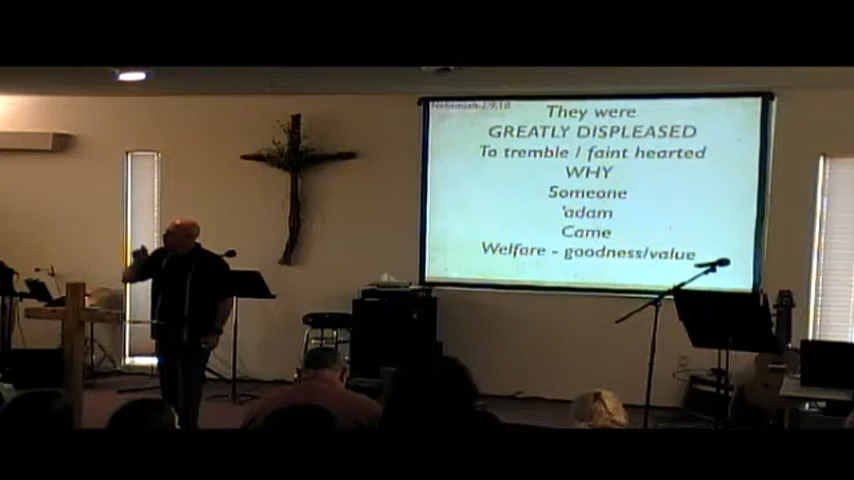 Nehemiah 2:9,10
They were
GREATLY DISPLEASED
To tremble / faint hearted
WHY
Someone
'adam
Came
Welfare - goodness/value